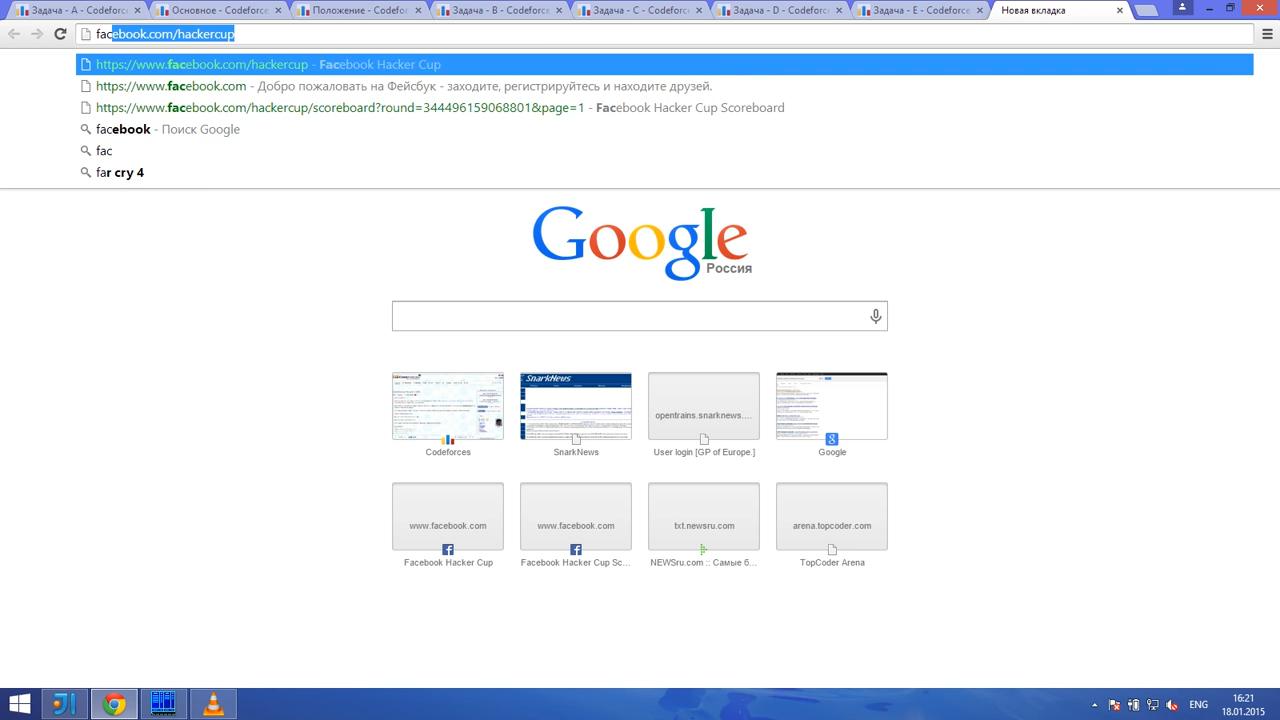 Задача - A - Codeforces
Основное - Codeforces
Положение - Codeforces
Задача - B - Codeforces
Задача - C - Codeforces
Задача - D - Codeforces
Задача - E - Codeforces
Новая вкладка
facebook.com/hackercup
https://www.facebook.com/hackercup - Facebook Hacker Cup
https://www.facebook.com - Добро пожаловать на Фейсбук - заходите, регистрируйтесь и находите друзей.
https://www.facebook.com/hackercup/scoreboard?round=344496159068801&page=1 - Facebook Hacker Cup Scoreboard
facebook - Поиск Google
fac
far cry 4
Google
Россия
SnarkNews
opentrains.snarknews....
Codeforces
SnarkNews
User login [GP of Europe.]
Google
www.facebook.com
www.facebook.com
txt.newsru.com
arena.topcoder.com
Facebook Hacker Cup
Facebook Hacker Cup Sc...
NEWSru.com :: Самые б...
TopCoder Arena
ENG
16:21
18.01.2015